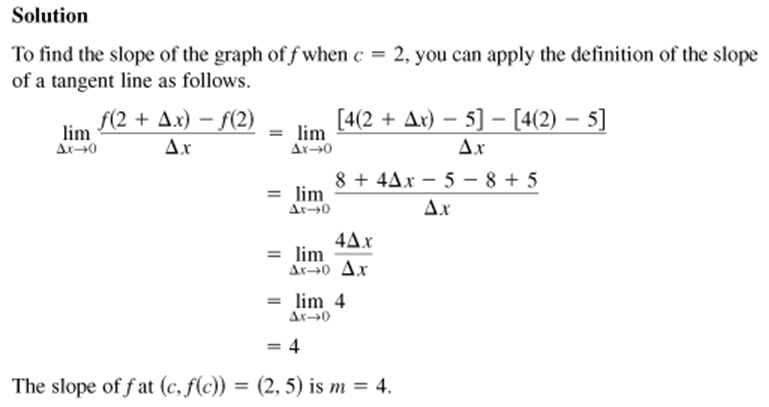 Solution
To find the slope of the graph of f when c = 2, you can apply the definition of the slope
of a tangent line as follows.
lim Δx→0 f(2 + Δx) − f(2) / Δx = lim Δx→0 [4(2 + Δx) − 5] − [4(2) − 5] / Δx
= lim Δx→0 8 + 4Δx − 5 − 8 + 5 / Δx
= lim Δx→0 4Δx / Δx
= lim Δx→0 4
= 4
The slope of f at (c, f(c)) = (2, 5) is m = 4.